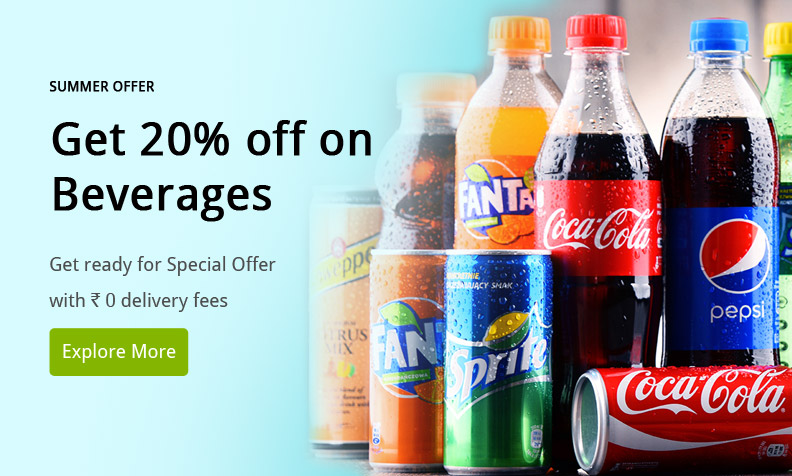 SUMMER OFFER
Get 20% off on
Beverages
Get ready for Special Offer
with ₹ 0 delivery fees
Explore More
FANTA
Coca-Cola
pepsi
FAN
Sprite
Coca-Cola